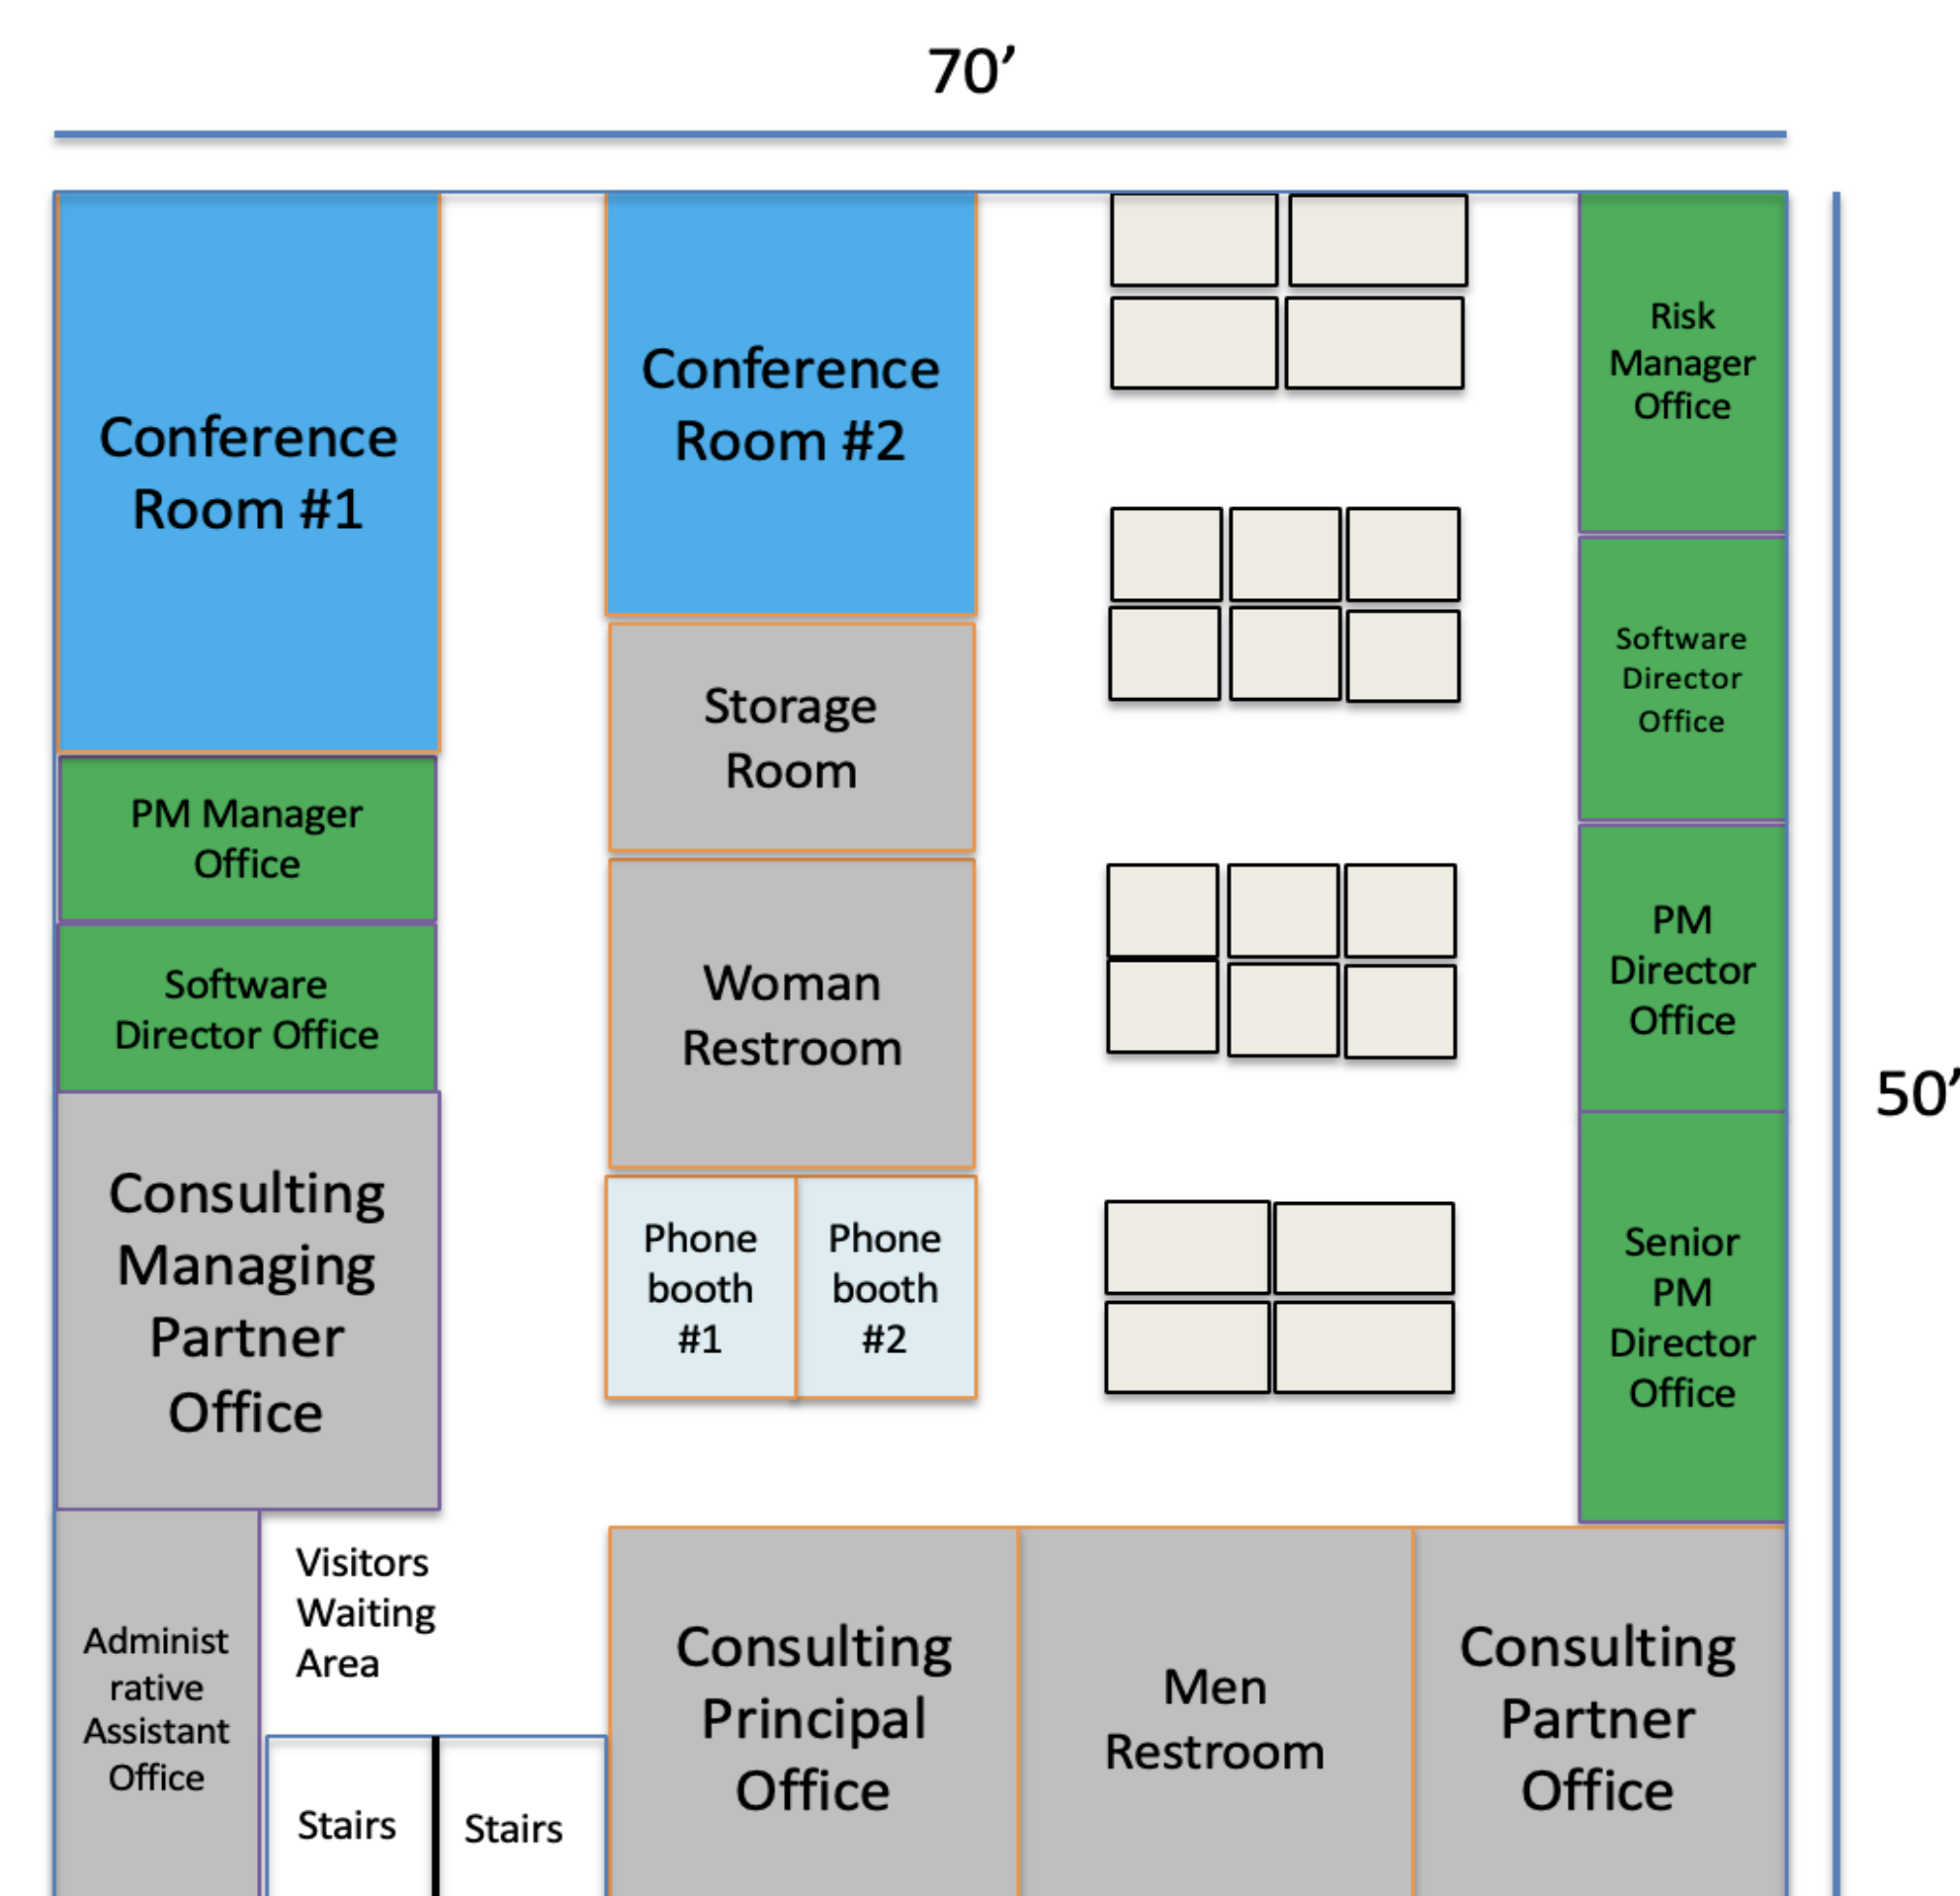 70’
Conference
Room #1
Conference
Room #2
Risk
Manager
Office
Software
Director
Office
Storage
Room
PM Manager
Office
Software
Director Office
Woman
Restroom
PM
Director
Office
50’
Consulting
Managing
Partner
Office
Phone
booth
#1
Phone
booth
#2
Senior
PM
Director
Office
Administ
rative
Assistant
Office
Visitors
Waiting
Area
Stairs
Stairs
Consulting
Principal
Office
Men
Restroom
Consulting
Partner
Office